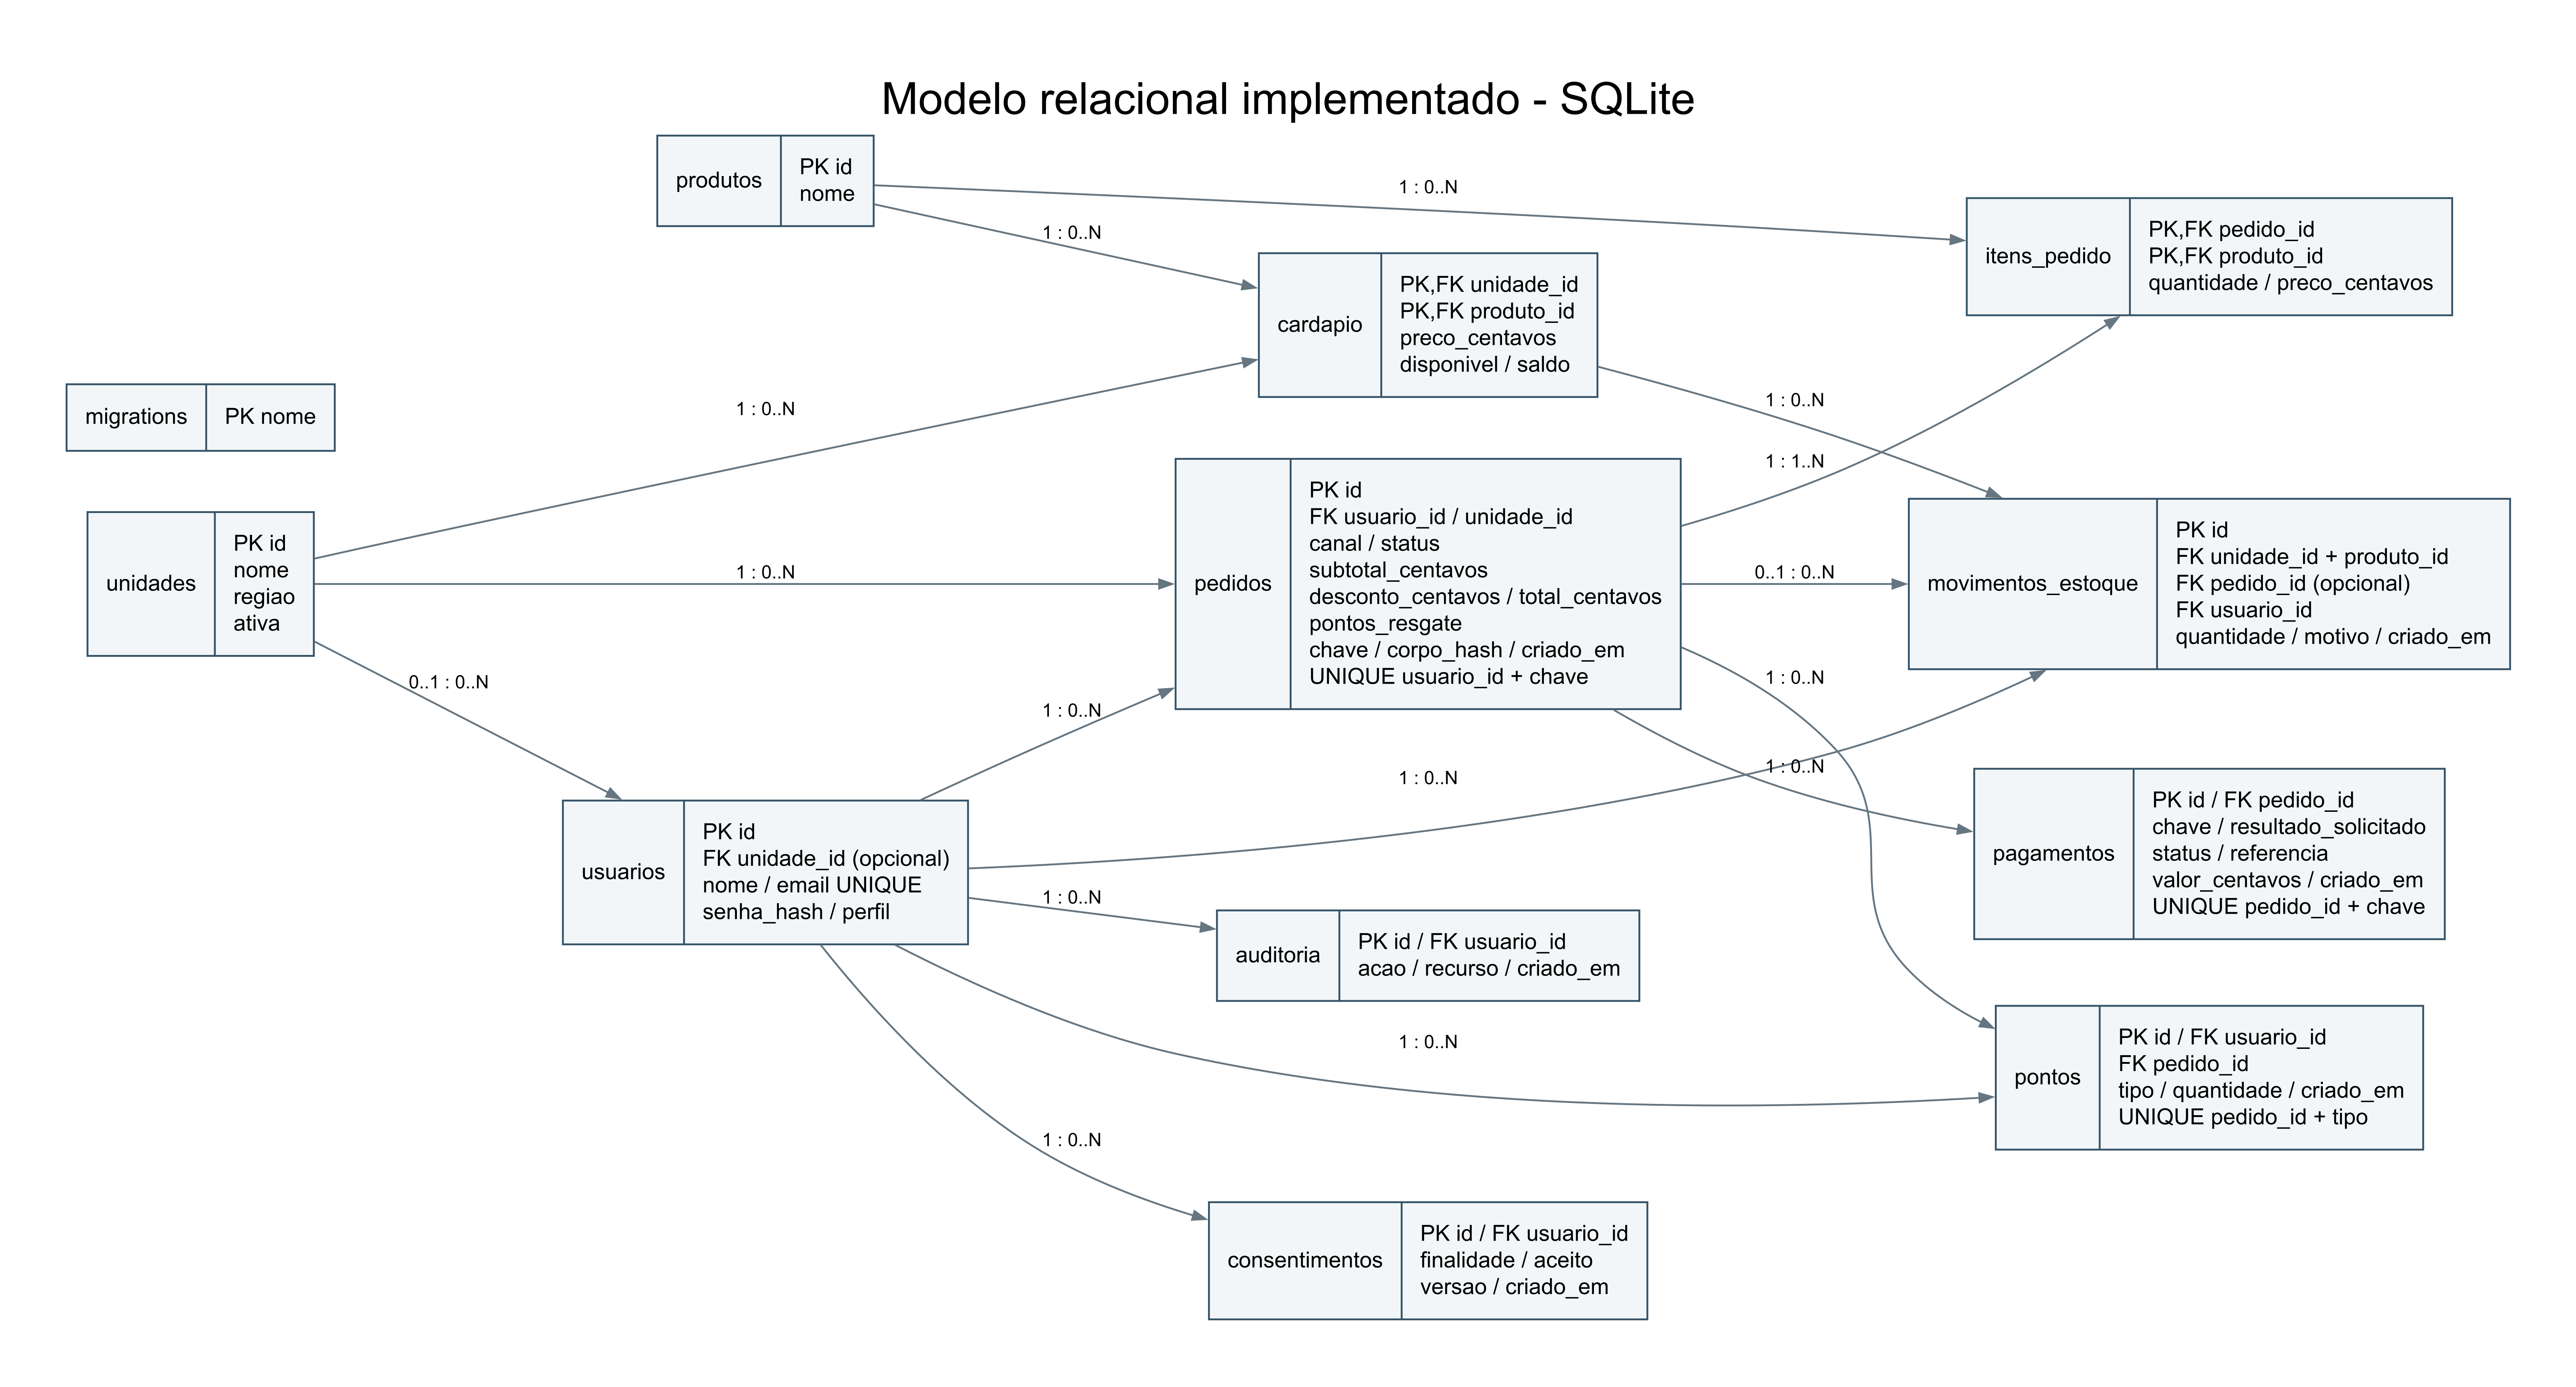 Modelo relacional implementado - SQLite
produtos
PK id
nome
1 : 0..N
1 : 0..N
itens_pedido
PK,FK pedido_id
PK,FK produto_id
quantidade / preco_centavos
cardapio
PK,FK unidade_id
PK,FK produto_id
preco_centavos
disponivel / saldo
migrations
PK nome
1 : 0..N
1 : 0..N
1 : 1..N
unidades
PK id
nome
regiao
ativa
1 : 0..N
pedidos
PK id
FK usuario_id / unidade_id
canal / status
subtotal_centavos
desconto_centavos / total_centavos
pontos_resgate
chave / corpo_hash / criado_em
UNIQUE usuario_id + chave
0..1 : 0..N
movimentos_estoque
PK id
FK unidade_id + produto_id
FK pedido_id (opcional)
FK usuario_id
quantidade / motivo / criado_em
0..1 : 0..N
1 : 0..N
1 : 0..N
1 : 0..N
1 : 0..N
usuarios
PK id
FK unidade_id (opcional)
nome / email UNIQUE
senha_hash / perfil
pagamentos
PK id / FK pedido_id
chave / resultado_solicitado
status / referencia
valor_centavos / criado_em
UNIQUE pedido_id + chave
1 : 0..N
auditoria
PK id / FK usuario_id
acao / recurso / criado_em
1 : 0..N
pontos
PK id / FK usuario_id
FK pedido_id
tipo / quantidade / criado_em
UNIQUE pedido_id + tipo
1 : 0..N
consentimentos
PK id / FK usuario_id
finalidade / aceito
versao / criado_em